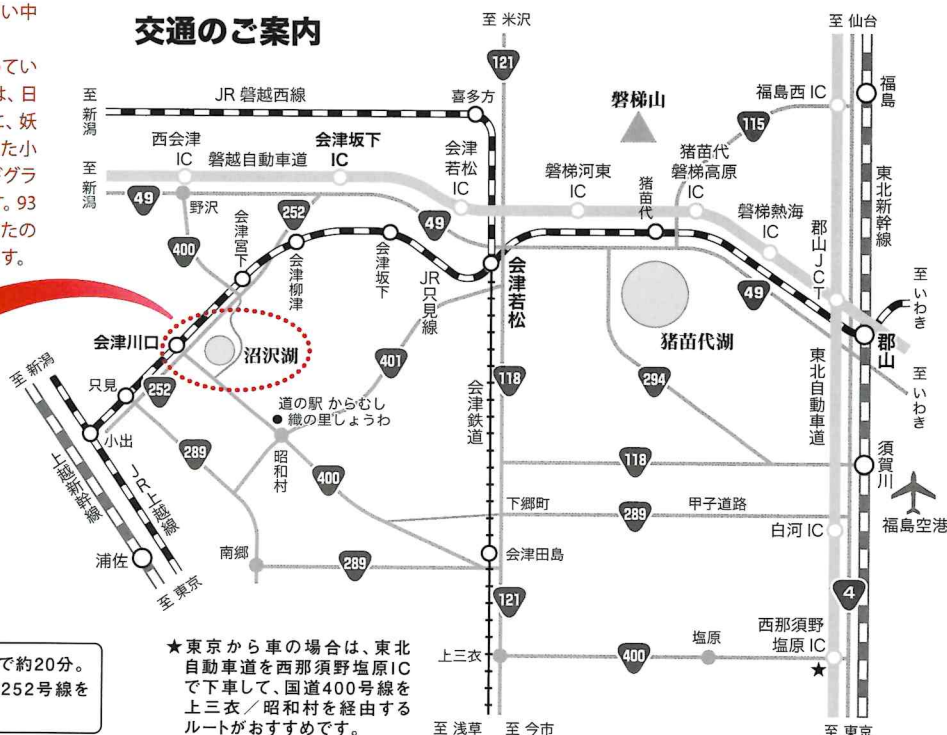 い中
てい
は、日
に、妖
た小
グラ
す。93
たの
す。
交通のご案内
至 米沢
至 仙台
121
至新潟
JR 磐越西線
喜多方
磐梯山
福島西 IC
福島
115
西会津IC
磐越自動車道
会津坂下IC
会津若松IC
磐梯河東IC
猪苗代
猪苗代磐梯高原IC
磐梯熱海IC
東北新幹線
至新潟
49
野沢
252
49
400
会津宮下
会津柳津
会津坂下
JR只見線
会津若松
郡山JCT
49
至いわき
郡山
会津川口
沼沢湖
猪苗代湖
401
118
294
東北自動車道
至いわき
至 新潟
只見
252
小出
道の駅 からむし
織の里しょうわ
会津鉄道
289
昭和村
400
118
須賀川
上越新幹線
JR上越線
下郷町
289
甲子道路
福島空港
白河 IC
浦佐
南郷
289
会津田島
至 東京
121
4
上三依
400
塩原
西那須野
塩原 IC
★
至 浅草
至 今市
至 東京
で約20分。
252号線を
★東京から車の場合は、東北
自動車道を西那須野塩原IC
で下車して、国道400号線を
上三衣／昭和村を経由する
ルートがおすすめです。